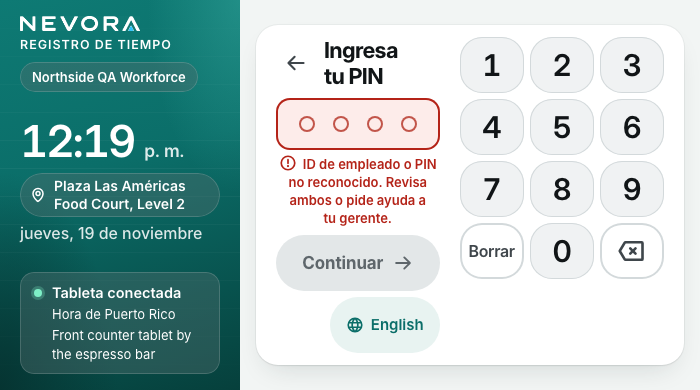 NEVORA
REGISTRO DE TIEMPO
Northside QA Workforce
12:19 p. m.
Plaza Las Américas
Food Court, Level 2
jueves, 19 de noviembre
Tableta conectada
Hora de Puerto Rico
Front counter tablet by
the espresso bar
Ingresa
tu PIN
ID de empleado o PIN
no reconocido. Revisa
ambos o pide ayuda a
tu gerente.
Continuar
English
1 2 3
4 5 6
7 8 9
Borrar 0